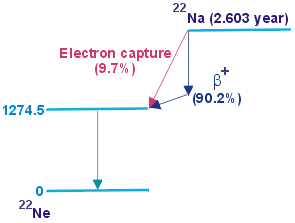 ²²Na (2.603 year)
Electron capture
(9.7%)
β⁺
(90.2%)
1274.5
0
²²Ne